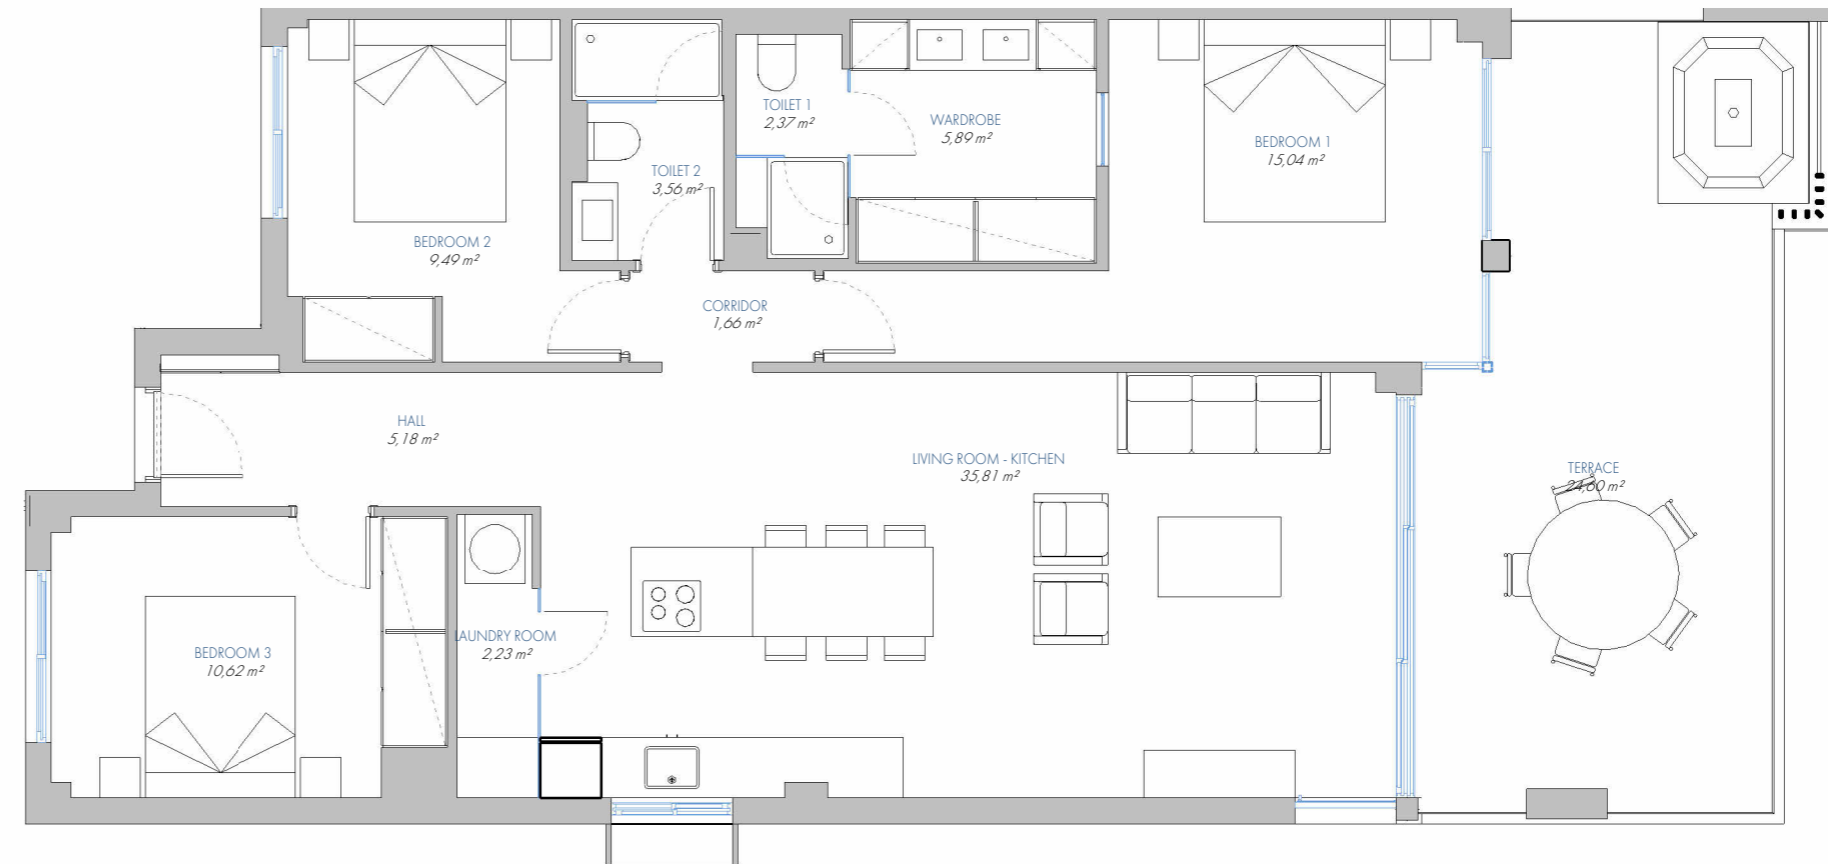 TOILET 1
2,37 m²
WARDROBE
5,89 m²
BEDROOM 1
15,04 m²
TOILET 2
3,56 m²
BEDROOM 2
9,49 m²
CORRIDOR
1,66 m²
HALL
5,18 m²
LIVING ROOM - KITCHEN
35,81 m²
TERRACE
24,60 m²
LAUNDRY ROOM
2,23 m²
BEDROOM 3
10,62 m²